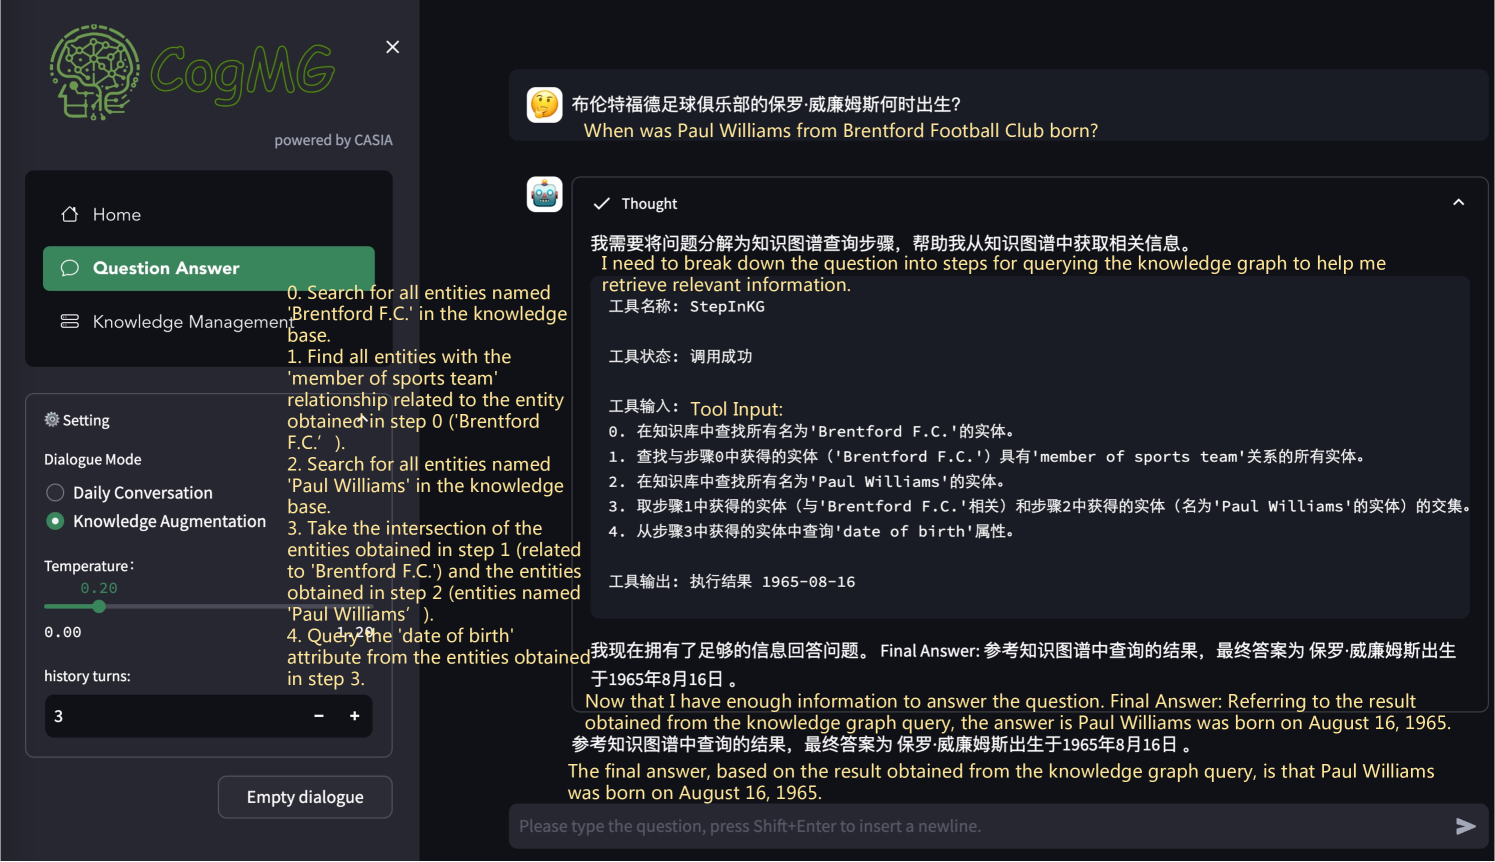 CogMG
powered by CASIA
Home
Question Answer
Knowledge Management
Setting
Dialogue Mode
Daily Conversation
Knowledge Augmentation
Temperature:
0.20
0.00
1.20
history turns:
3
− +
Empty dialogue
0. Search for all entities named
'Brentford F.C.' in the knowledge
base.
1. Find all entities with the
'member of sports team'
relationship related to the entity
obtained in step 0 ('Brentford
F.C.’ ).
2. Search for all entities named
'Paul Williams' in the knowledge
base.
3. Take the intersection of the
entities obtained in step 1 (related
to 'Brentford F.C.') and the entities
obtained in step 2 (entities named
'Paul Williams’ ).
4. Query the 'date of birth'
attribute from the entities obtained
in step 3.
布伦特福德足球俱乐部的保罗·威廉姆斯何时出生?
When was Paul Williams from Brentford Football Club born?
Thought
我需要将问题分解为知识图谱查询步骤，帮助我从知识图谱中获取相关信息。
I need to break down the question into steps for querying the knowledge graph to help me
retrieve relevant information.
工具名称: StepInKG
工具状态: 调用成功
工具输入: Tool Input:
0. 在知识库中查找所有名为'Brentford F.C.'的实体。
1. 查找与步骤0中获得的实体（'Brentford F.C.'）具有'member of sports team'关系的所有实体。
2. 在知识库中查找所有名为'Paul Williams'的实体。
3. 取步骤1中获得的实体（与'Brentford F.C.'相关）和步骤2中获得的实体（名为'Paul Williams'的实体）的交集。
4. 从步骤3中获得的实体中查询'date of birth'属性。
工具输出: 执行结果 1965-08-16
我现在拥有了足够的信息回答问题。 Final Answer: 参考知识图谱中查询的结果，最终答案为 保罗·威廉姆斯出生
于1965年8月16日 。
Now that I have enough information to answer the question. Final Answer: Referring to the result
obtained from the knowledge graph query, the answer is Paul Williams was born on August 16, 1965.
参考知识图谱中查询的结果，最终答案为 保罗·威廉姆斯出生于1965年8月16日 。
The final answer, based on the result obtained from the knowledge graph query, is that Paul Williams
was born on August 16, 1965.
Please type the question, press Shift+Enter to insert a newline.